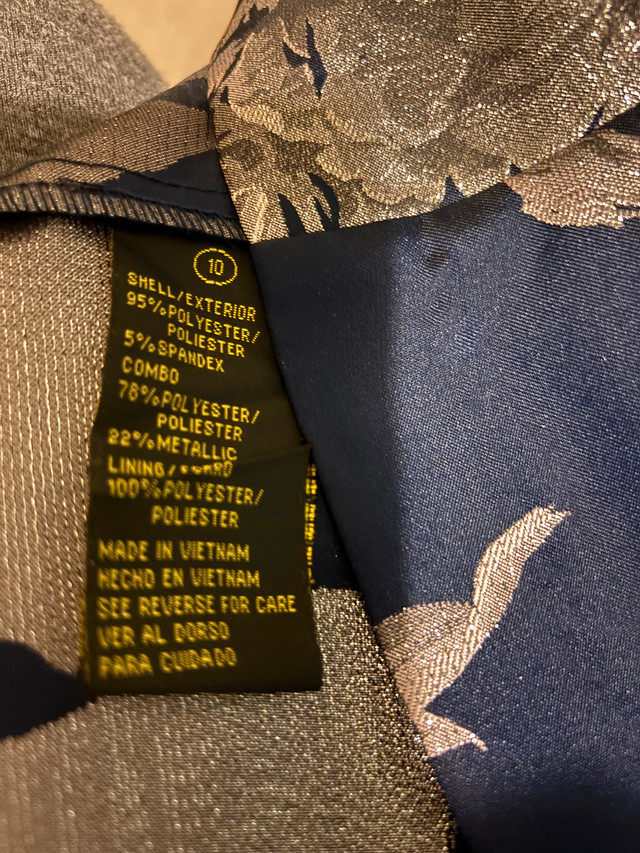 10
SHELL/EXTERIOR
95%POLYESTER/
POLIESTER
5%SPANDEX
COMBO
78%POLYESTER/
POLIESTER
22%METALLIC
LINING/
100%POLYESTER/
POLIESTER
MADE IN VIETNAM
HECHO EN VIETNAM
SEE REVERSE FOR CARE
VER AL DORSO
PARA CUIDADO